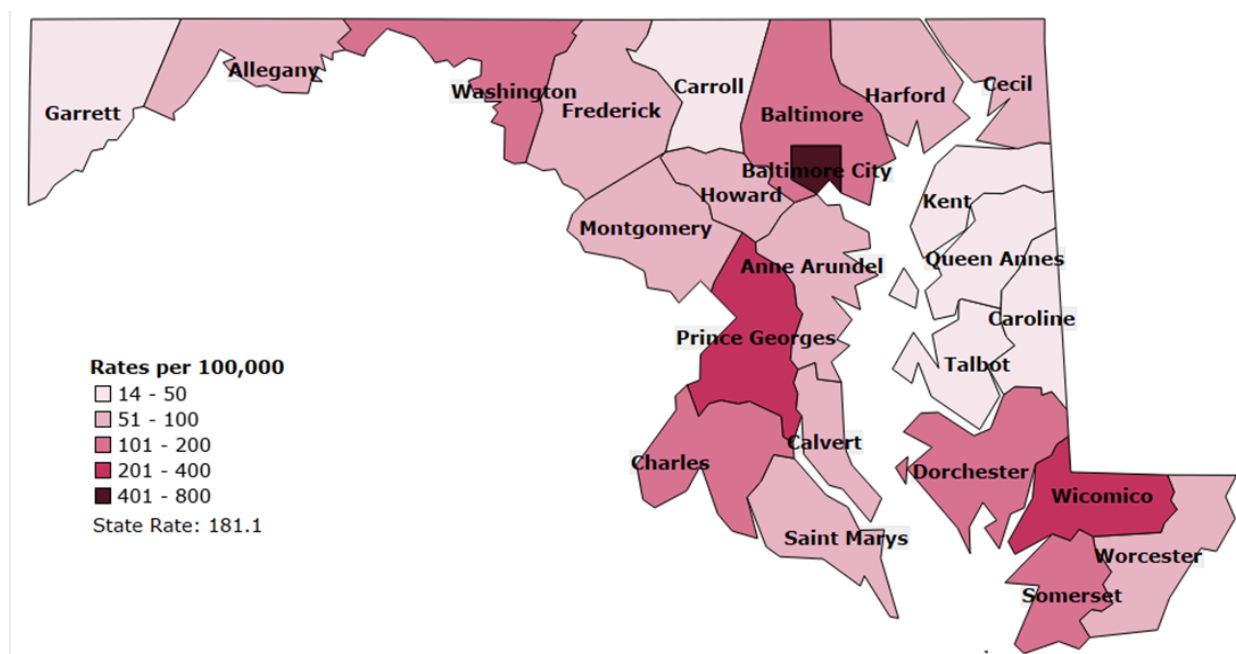 Garrett
Allegany
Washington
Frederick
Carroll
Baltimore
Harford
Cecil
Baltimore City
Howard
Kent
Montgomery
Anne Arundel
Queen Annes
Prince Georges
Caroline
Talbot
Calvert
Charles
Dorchester
Wicomico
Saint Marys
Worcester
Somerset
Rates per 100,000
14 - 50
51 - 100
101 - 200
201 - 400
401 - 800
State Rate: 181.1